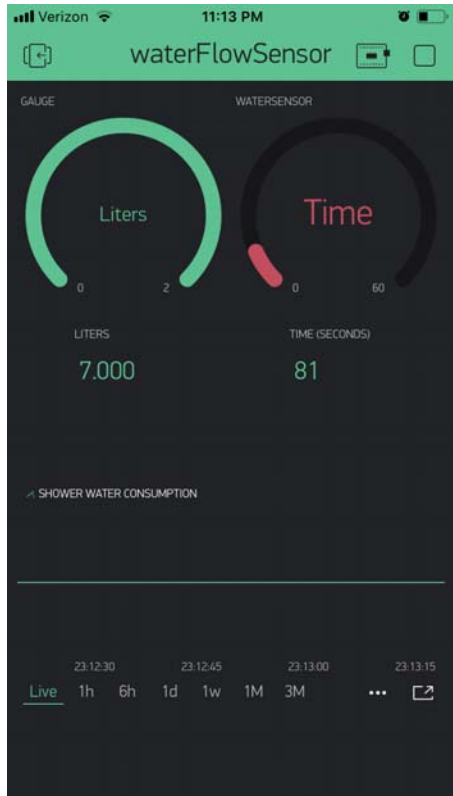 Verizon 11:13 PM
waterFlowSensor
GAUGE WATERSENSOR
Liters Time
0 2 0 60
LITERS TIME (SECONDS)
7.000 81
SHOWER WATER CONSUMPTION
23:12:30 23:12:45 23:13:00 23:13:15
Live 1h 6h 1d 1w 1M 3M ...